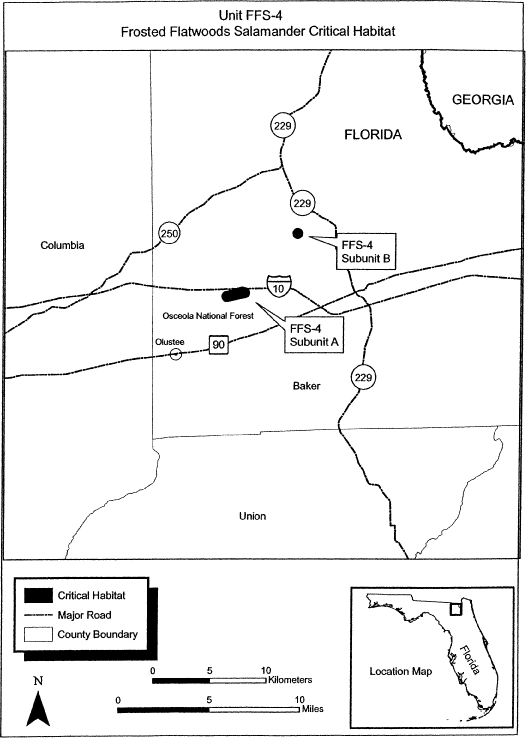 Unit FFS-4
Frosted Flatwoods Salamander Critical Habitat
GEORGIA
229
FLORIDA
229
250
Columbia
FFS-4
Subunit B
10
Osceola National Forest
FFS-4
Subunit A
Olustee
90
229
Baker
Union
Critical Habitat
Major Road
County Boundary
N
0 5 10
Kilometers
0 5 10
Miles
Location Map
Florida